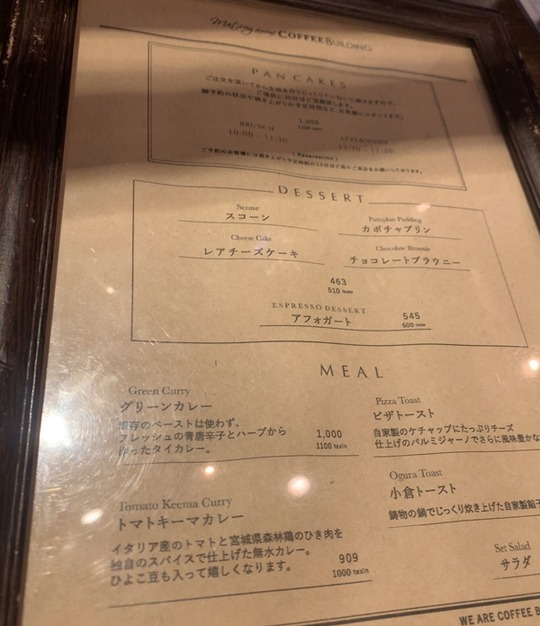 COFFEE BUILDING
PANCAKES
1,500
BRUNCH
10:00 - 11:30
AFTERNOON
13:30 - 17:30
( Reservation )
DESSERT
Scone
スコーン
Pumpkin Pudding
カボチャプリン
Cheese Cake
レアチーズケーキ
Chocolate Brownie
チョコレートブラウニー
463
510 taxin
ESPRESSO DESSERT
アフォガート
545
600 taxin
MEAL
Green Curry
グリーンカレー
既存のペーストは使わず、
フレッシュの青唐辛子とハーブから
作ったタイカレー。
1,000
1100 taxin
Pizza Toast
ピザトースト
自家製のケチャップにたっぷりチーズ
仕上げのパルミジャーノでさらに風味豊かな
Ogura Toast
小倉トースト
鋳物の鍋でじっくり炊き上げた自家製餡子
Tomato Keema Curry
トマトキーマカレー
イタリア産のトマトと宮城県森林鶏のひき肉を
独自のスパイスで仕上げた無水カレー。
ひよこ豆も入って嬉しくなります。
909
1000 taxin
Set Salad
サラダ
WE ARE COFFEE B